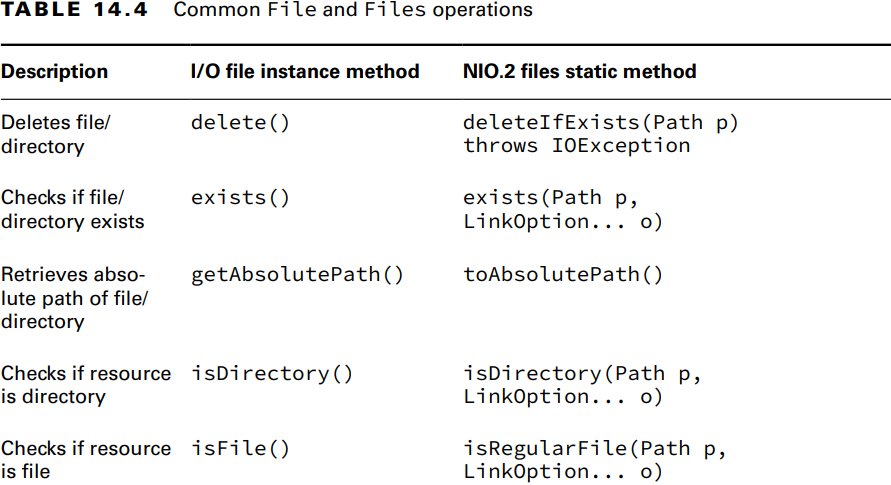 TABLE 14.4 Common File and Files operations
Description I/O file instance method NIO.2 files static method
Deletes file/ delete() deleteIfExists(Path p)
directory throws IOException
Checks if file/ exists() exists(Path p,
directory exists LinkOption... o)
Retrieves abso- getAbsolutePath() toAbsolutePath()
lute path of file/
directory
Checks if resource isDirectory() isDirectory(Path p,
is directory LinkOption... o)
Checks if resource isFile() isRegularFile(Path p,
is file LinkOption... o)